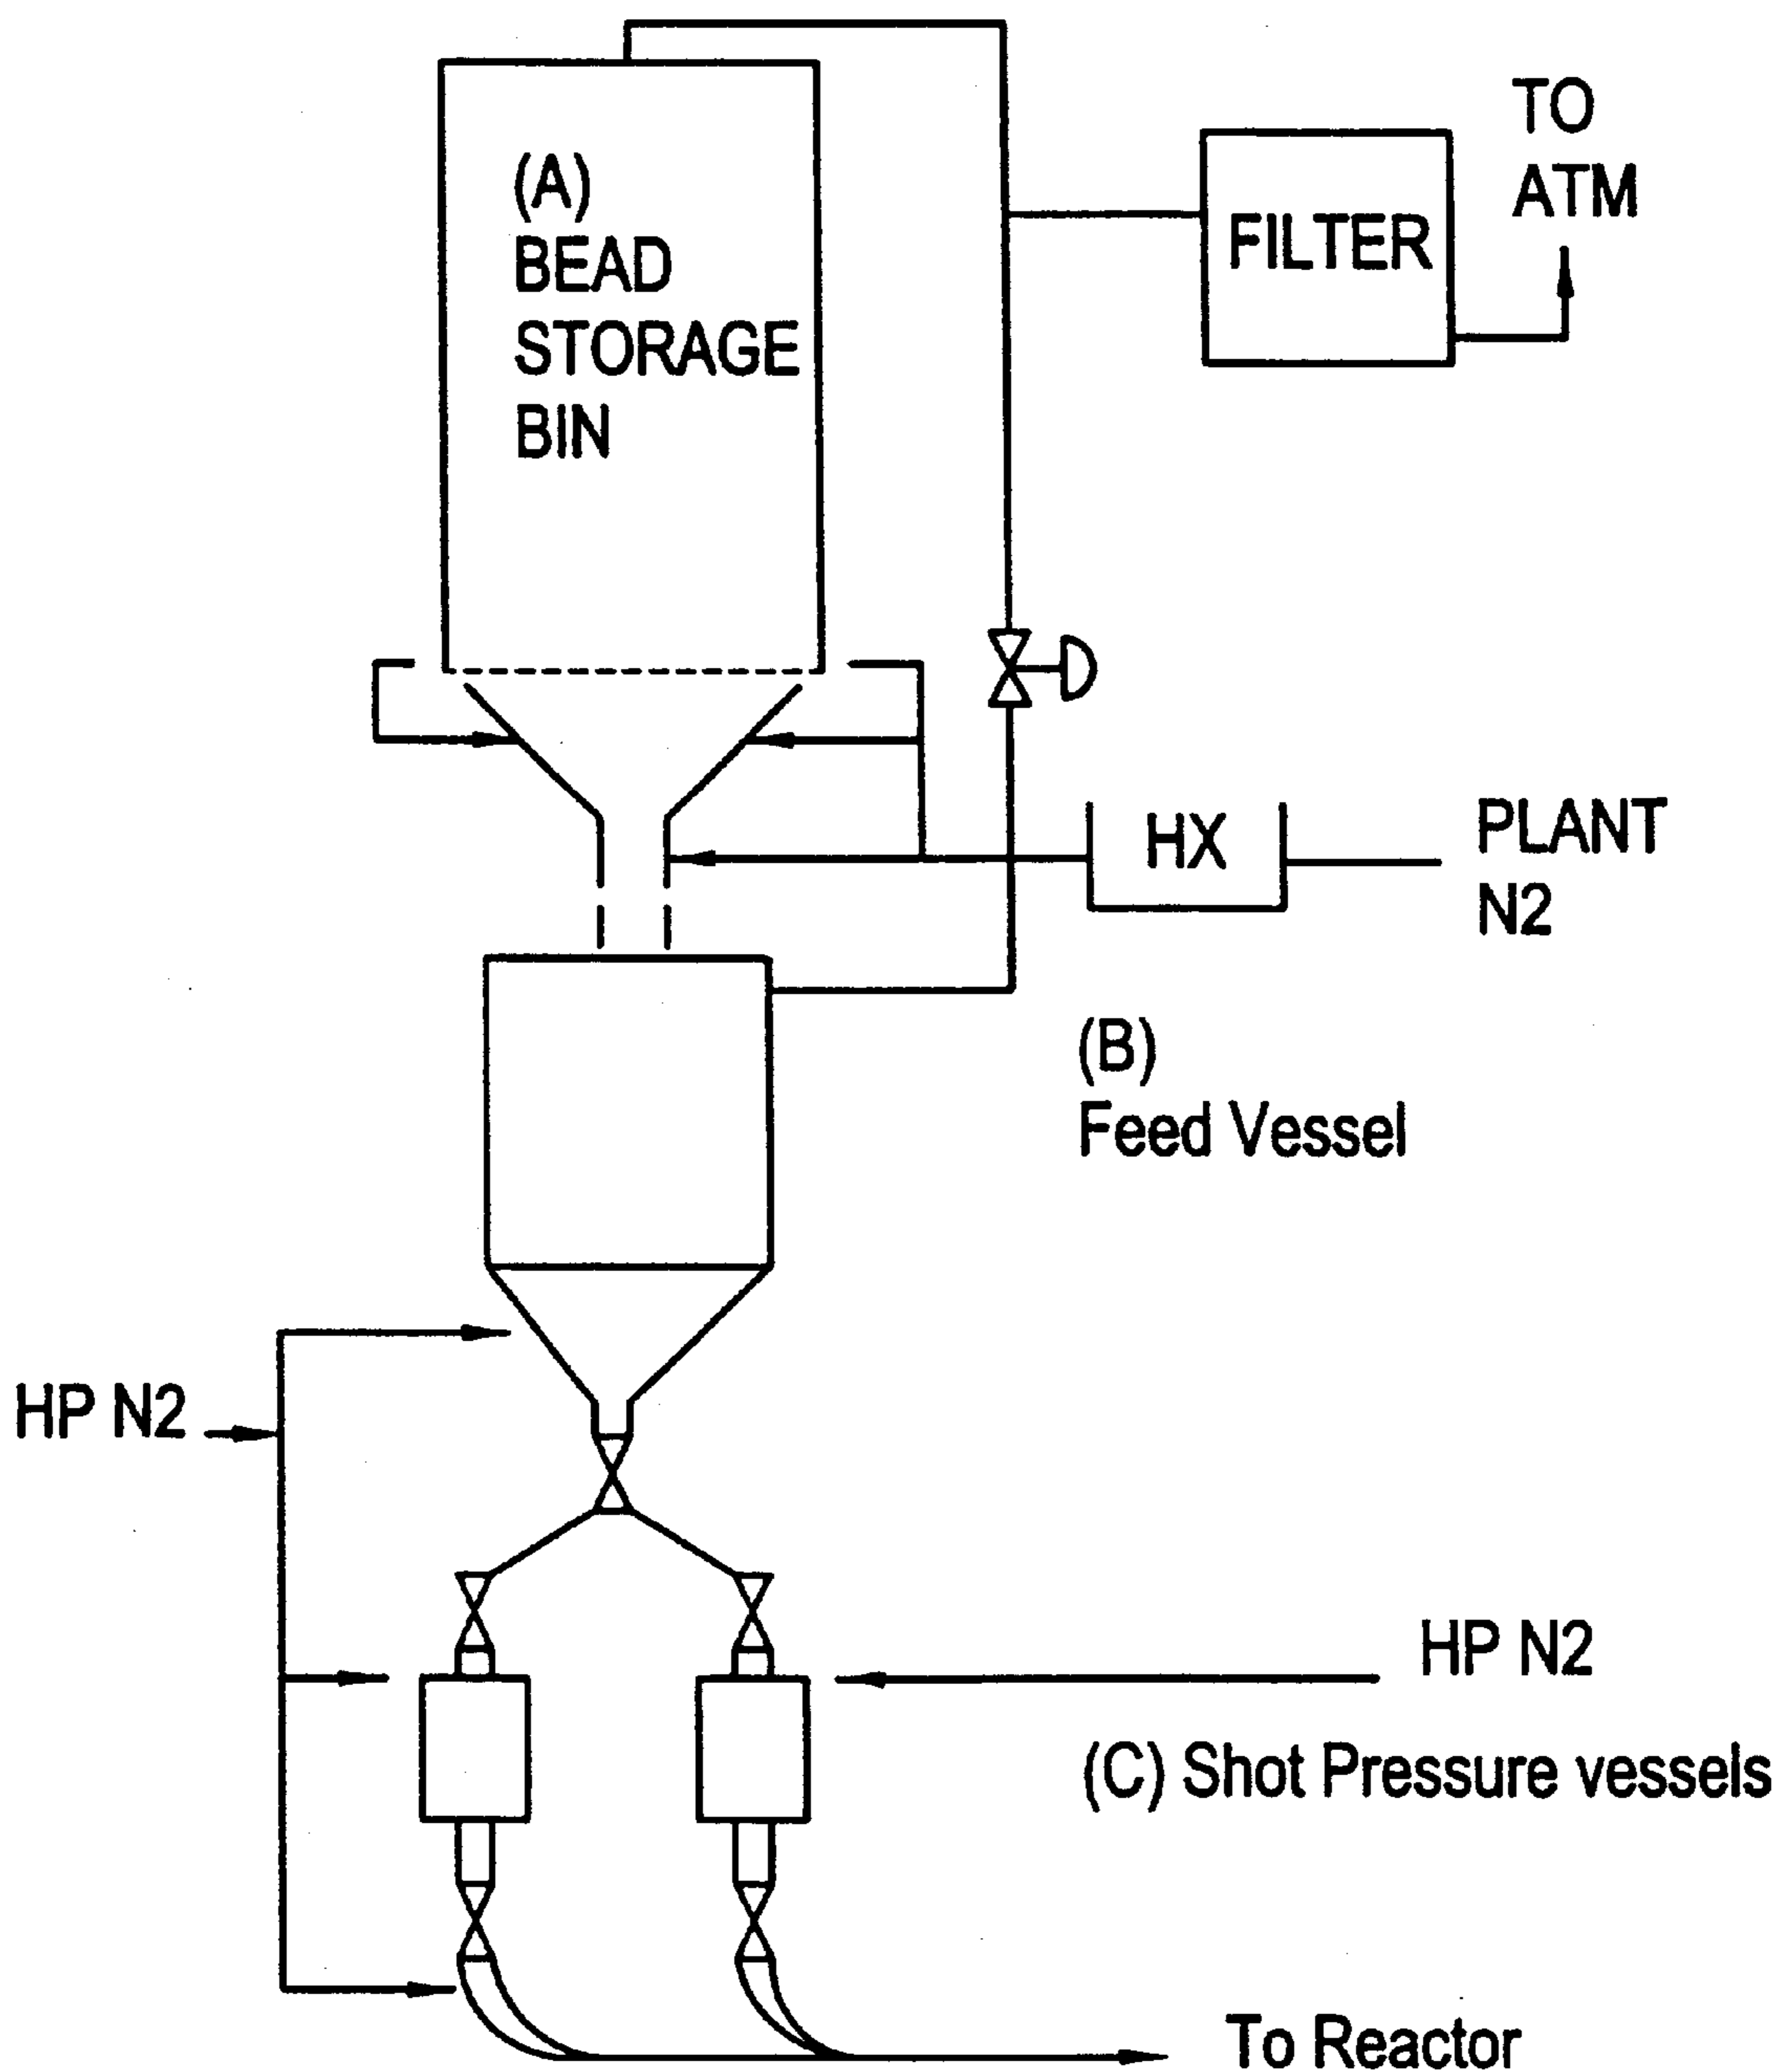 (A)
BEAD
STORAGE
BIN
TO
ATM
FILTER
HX
PLANT
N2
(B)
Feed Vessel
HP N2
HP N2
(C) Shot Pressure vessels
To Reactor